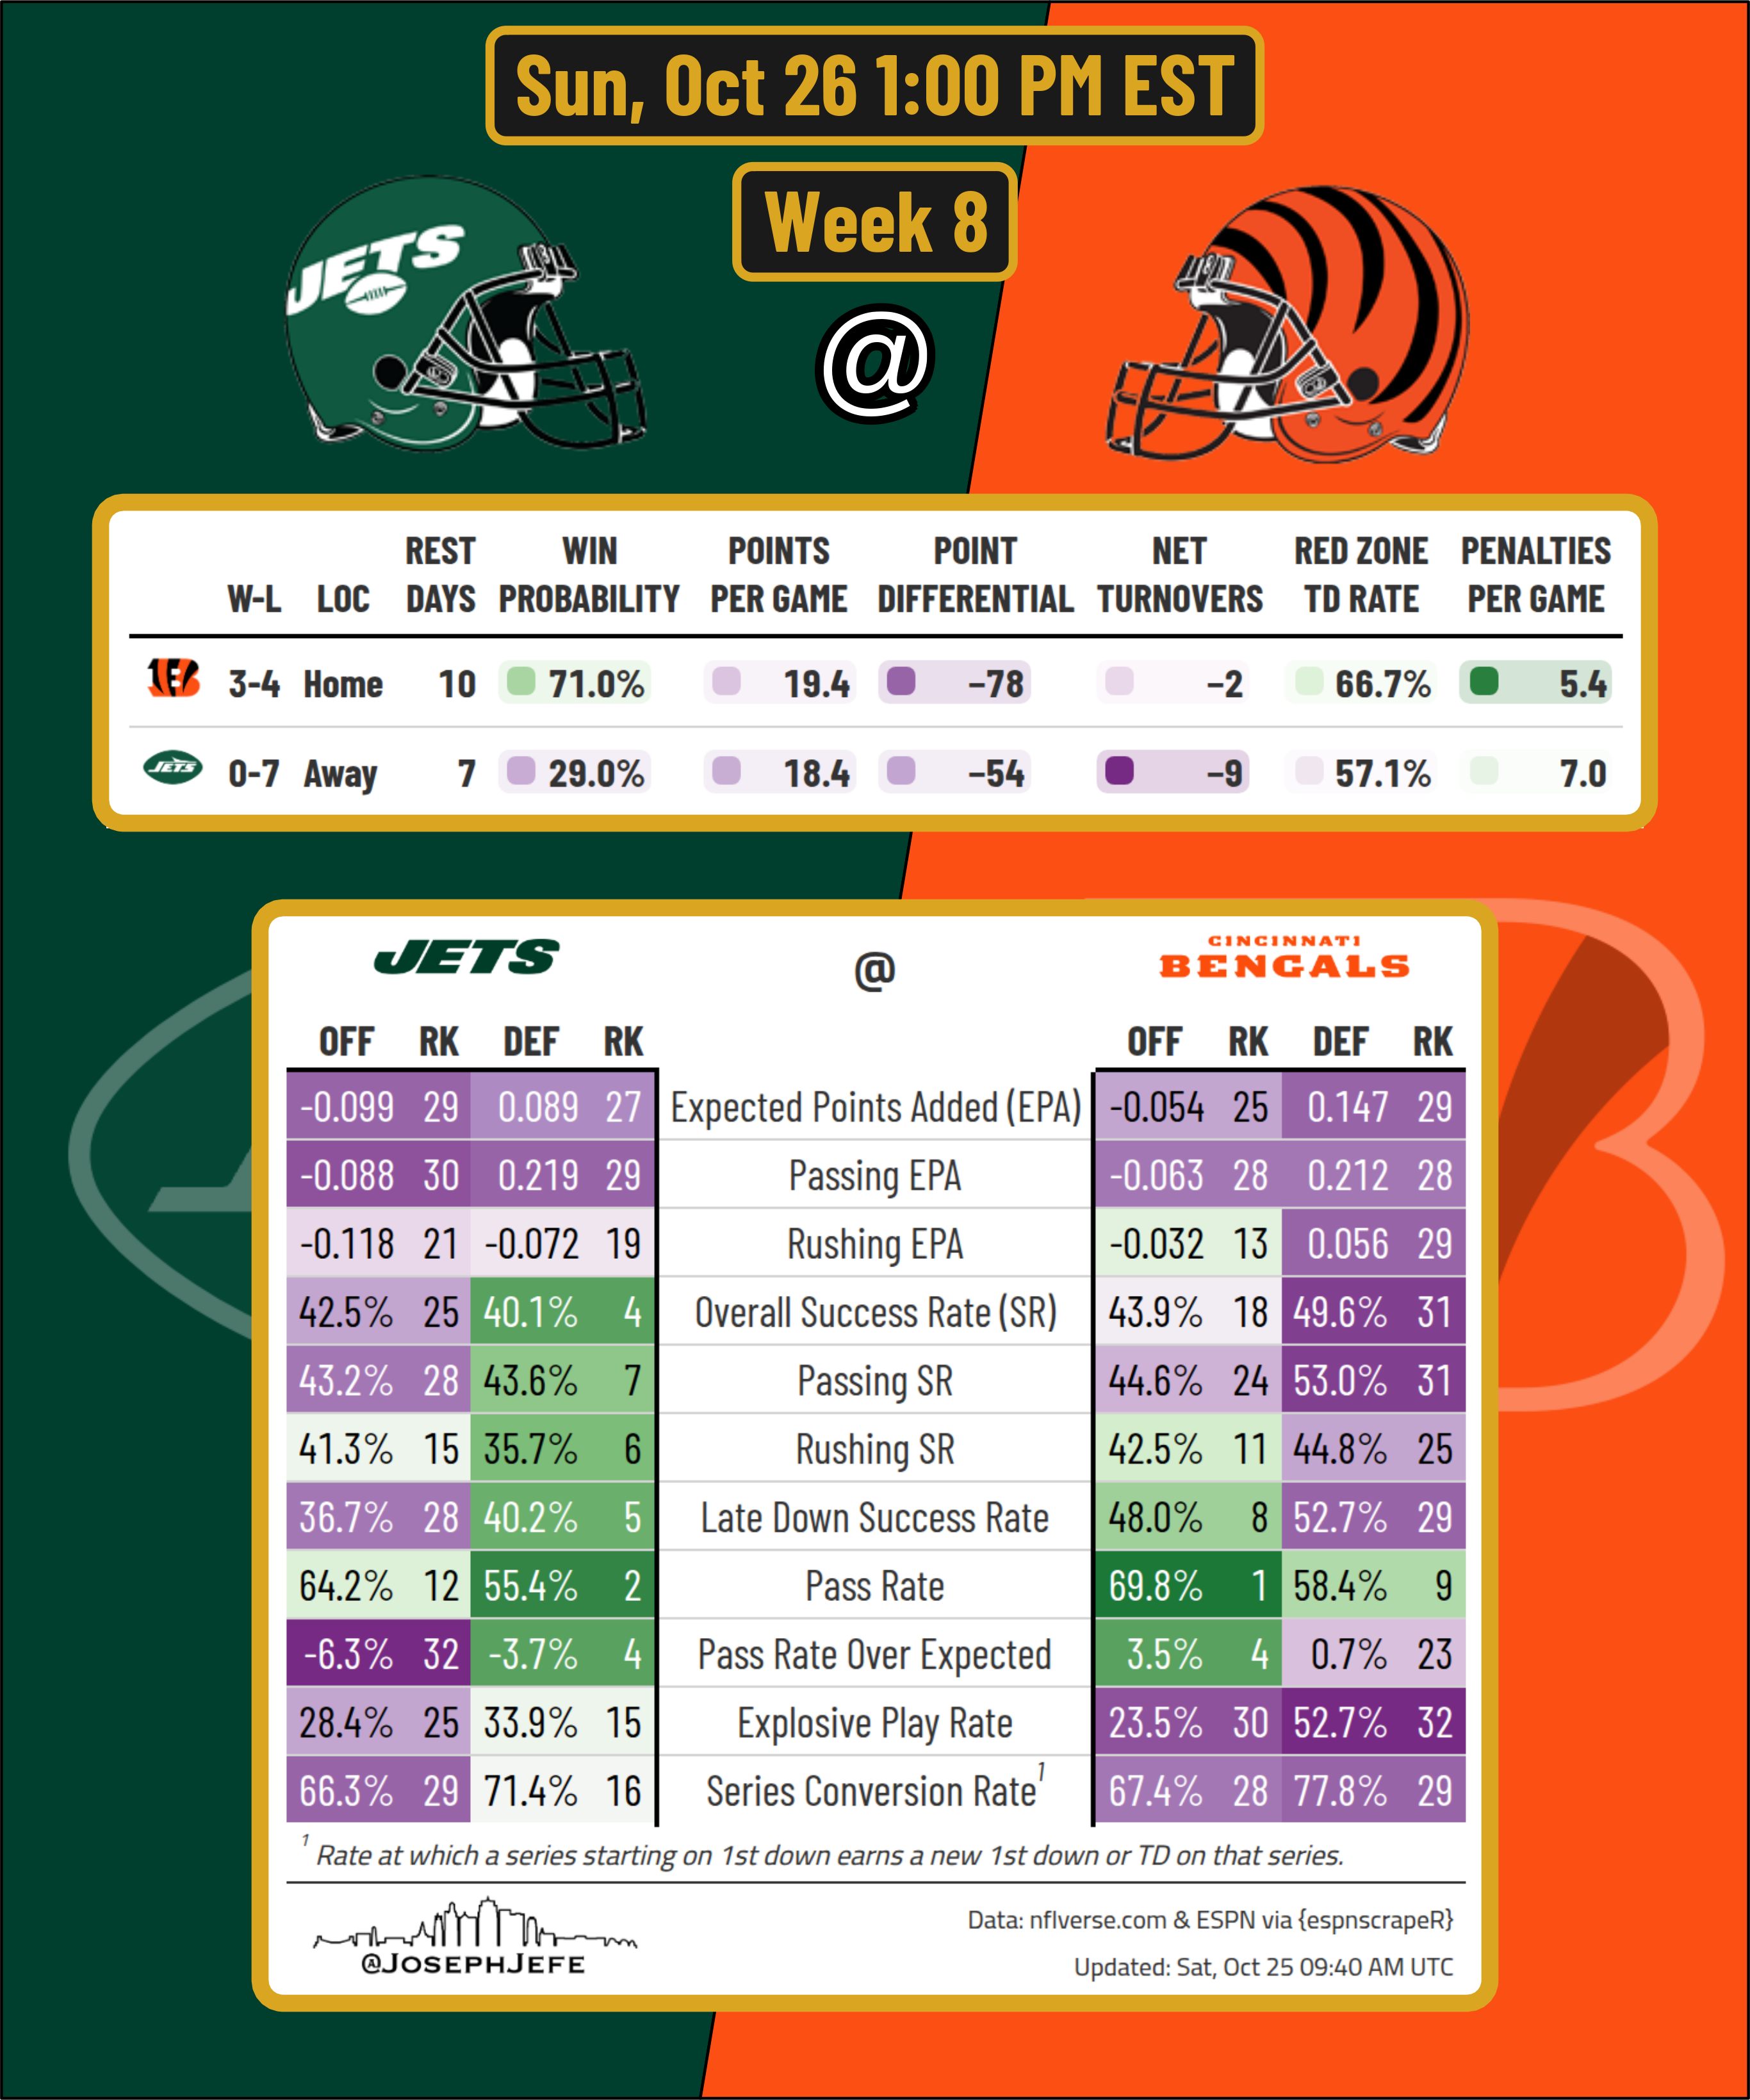 Sun, Oct 26 1:00 PM EST
Week 8
JETS
@
W-L LOC REST DAYS WIN PROBABILITY POINTS PER GAME POINT DIFFERENTIAL NET TURNOVERS RED ZONE TD RATE PENALTIES PER GAME
3-4 Home 10 71.0% 19.4 −78 −2 66.7% 5.4
JETS 0-7 Away 7 29.0% 18.4 −54 −9 57.1% 7.0
JETS @ CINCINNATI BENGALS
OFF RK DEF RK OFF RK DEF RK
-0.099 29 0.089 27 Expected Points Added (EPA) -0.054 25 0.147 29
-0.088 30 0.219 29 Passing EPA -0.063 28 0.212 28
-0.118 21 -0.072 19 Rushing EPA -0.032 13 0.056 29
42.5% 25 40.1% 4 Overall Success Rate (SR) 43.9% 18 49.6% 31
43.2% 28 43.6% 7 Passing SR 44.6% 24 53.0% 31
41.3% 15 35.7% 6 Rushing SR 42.5% 11 44.8% 25
36.7% 28 40.2% 5 Late Down Success Rate 48.0% 8 52.7% 29
64.2% 12 55.4% 2 Pass Rate 69.8% 1 58.4% 9
-6.3% 32 -3.7% 4 Pass Rate Over Expected 3.5% 4 0.7% 23
28.4% 25 33.9% 15 Explosive Play Rate 23.5% 30 52.7% 32
66.3% 29 71.4% 16 Series Conversion Rate1 67.4% 28 77.8% 29
1 Rate at which a series starting on 1st down earns a new 1st down or TD on that series.
@JOSEPHJEFE
Data: nflverse.com & ESPN via {espnscrapeR}
Updated: Sat, Oct 25 09:40 AM UTC